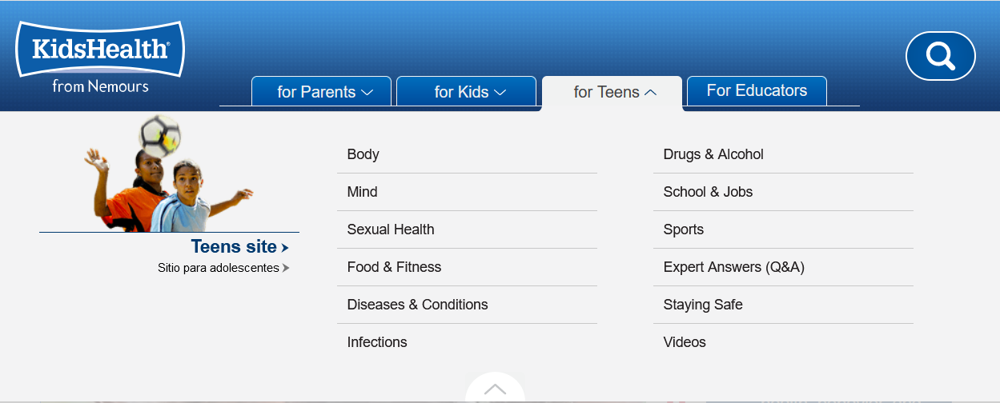 KidsHealth®
from Nemours
for Parents
for Kids
for Teens
For Educators
Teens site
Sitio para adolescentes
Body
Mind
Sexual Health
Food & Fitness
Diseases & Conditions
Infections
Drugs & Alcohol
School & Jobs
Sports
Expert Answers (Q&A)
Staying Safe
Videos